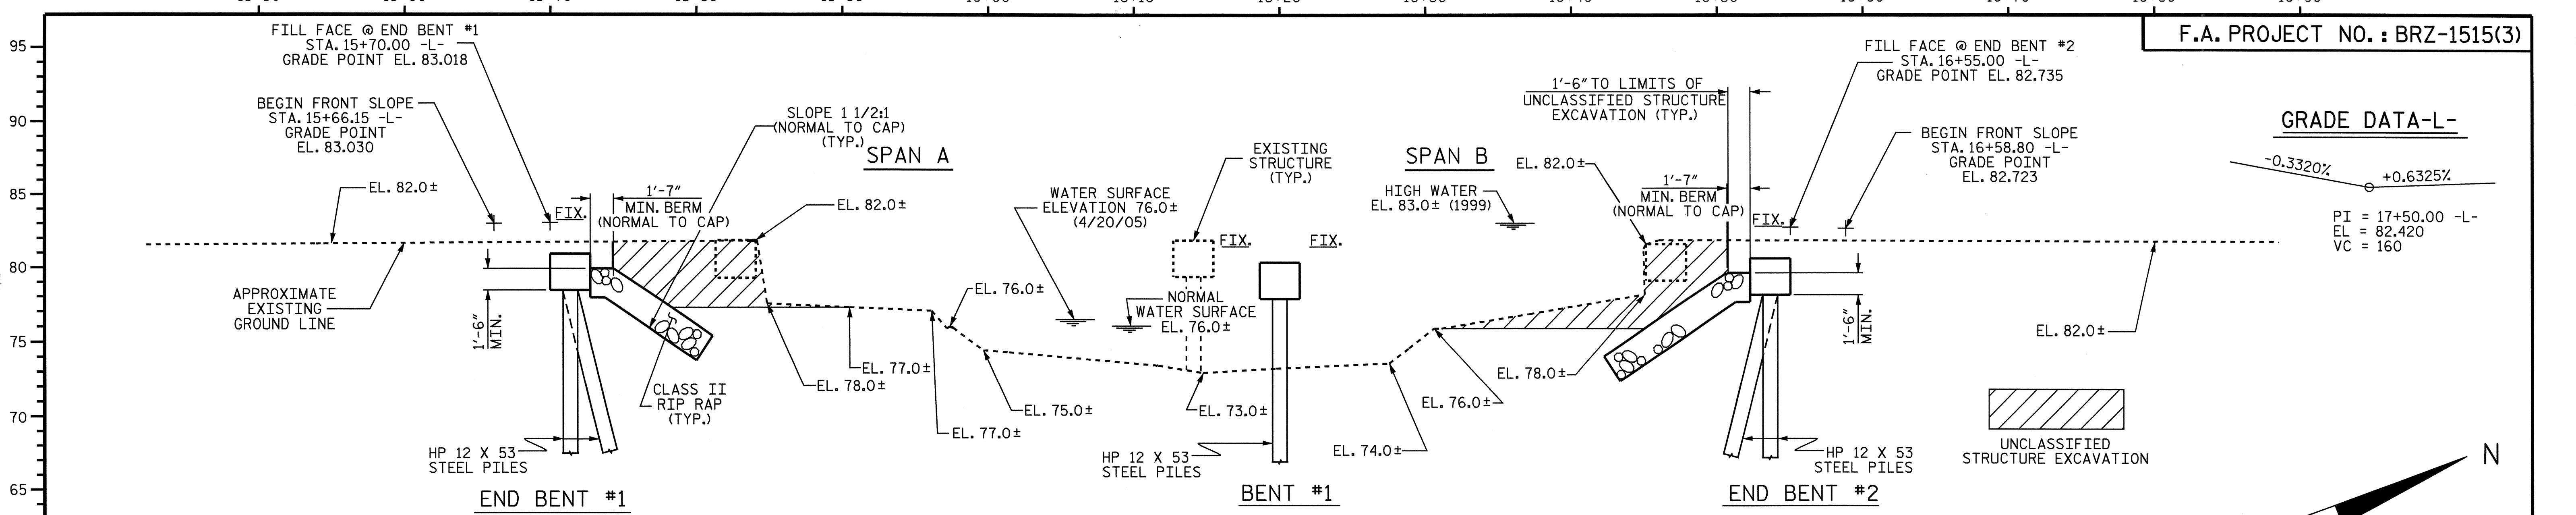 F.A. PROJECT NO.: BRZ-1515(3)
95
90
85
80
75
70
65
FILL FACE @ END BENT #1
STA. 15+70.00 -L-
GRADE POINT EL. 83.018
BEGIN FRONT SLOPE
STA. 15+66.15 -L-
GRADE POINT
EL. 83.030
EL. 82.0±
APPROXIMATE
EXISTING
GROUND LINE
FIX.
1'-7"
MIN. BERM
(NORMAL TO CAP)
SLOPE 1 1/2:1
(NORMAL TO CAP)
(TYP.)
SPAN A
EL. 82.0±
1'-6"
MIN.
CLASS II
RIP RAP
(TYP.)
HP 12 X 53
STEEL PILES
END BENT #1
EL. 78.0±
EL. 77.0±
EL. 77.0±
EL. 76.0±
EL. 75.0±
WATER SURFACE
ELEVATION 76.0±
(4/20/05)
NORMAL
WATER SURFACE
EL. 76.0±
EXISTING
STRUCTURE
(TYP.)
FIX.
FIX.
EL. 73.0±
HP 12 X 53
STEEL PILES
BENT #1
SPAN B
HIGH WATER
EL. 83.0± (1999)
EL. 82.0±
1'-6" TO LIMITS OF
UNCLASSIFIED STRUCTURE
EXCAVATION (TYP.)
1'-7"
MIN. BERM
(NORMAL TO CAP)
FIX.
EL. 74.0±
EL. 76.0±
EL. 78.0±
1'-6"
MIN.
HP 12 X 53
STEEL PILES
END BENT #2
FILL FACE @ END BENT #2
STA. 16+55.00 -L-
GRADE POINT EL. 82.735
BEGIN FRONT SLOPE
STA. 16+58.80 -L-
GRADE POINT
EL. 82.723
EL. 82.0±
UNCLASSIFIED
STRUCTURE EXCAVATION
GRADE DATA-L-
-0.3320%
+0.6325%
PI = 17+50.00 -L-
EL = 82.420
VC = 160
N